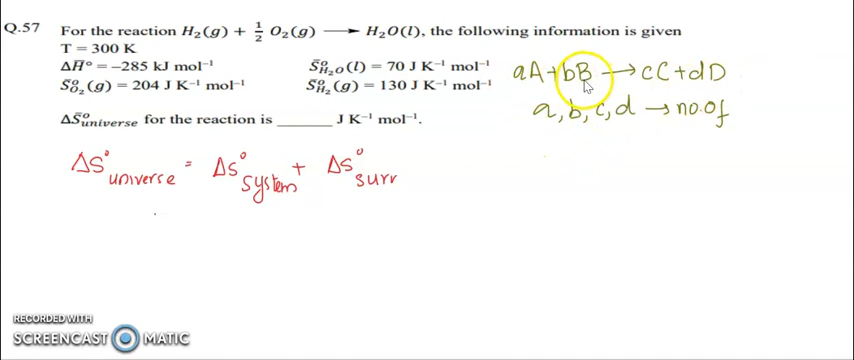 Q.57 For the reaction H₂(g) + ½ O₂(g) ⟶ H₂O(l), the following information is given
T = 300 K
ΔH̄° = −285 kJ mol⁻¹ S̄°H₂O(l) = 70 J K⁻¹ mol⁻¹
S̄°O₂(g) = 204 J K⁻¹ mol⁻¹ S̄°H₂(g) = 130 J K⁻¹ mol⁻¹
ΔS̄°universe for the reaction is ______ J K⁻¹ mol⁻¹.
aA+bB → cC+dD
a, b, c, d → no.of
ΔS°universe = ΔS°system + ΔS°surr
RECORDED WITH
SCREENCAST MATIC